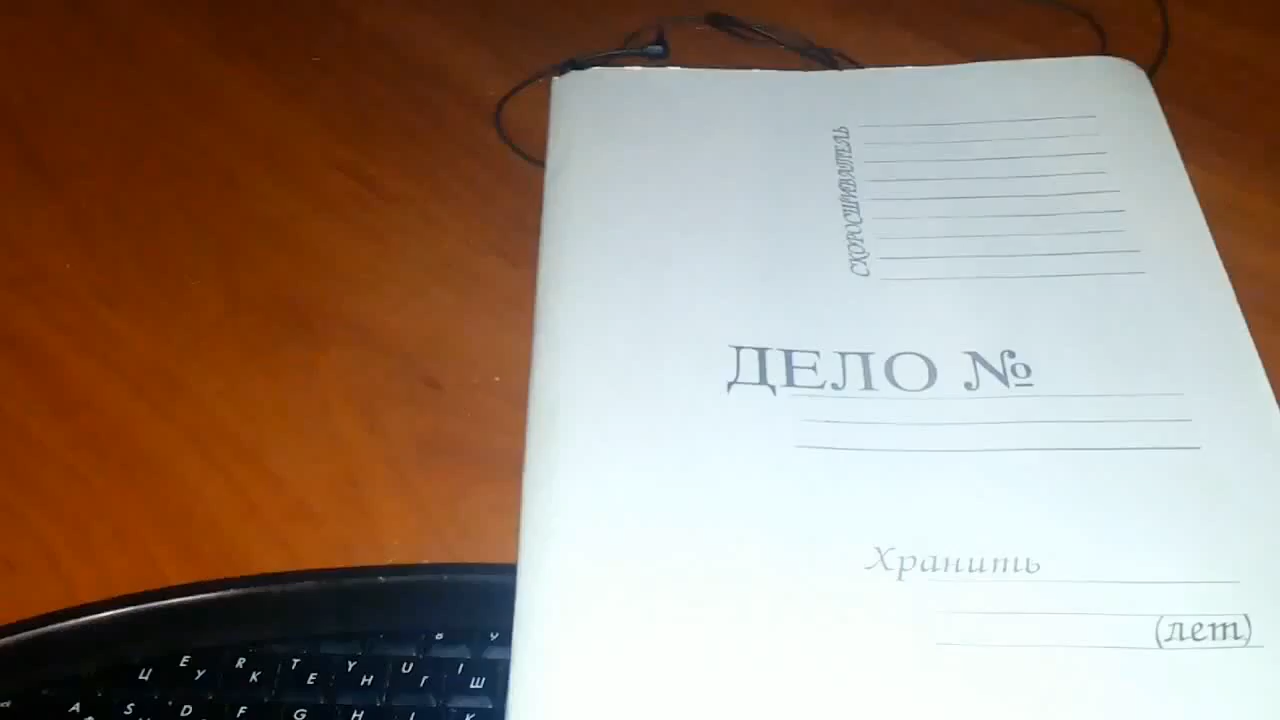 СКОРОСШИВАТЕЛЬ
ДЕЛО №
Хранить
(лет)
E R T Y U I
Ц У К Е Н Г Ш
A S D F G H